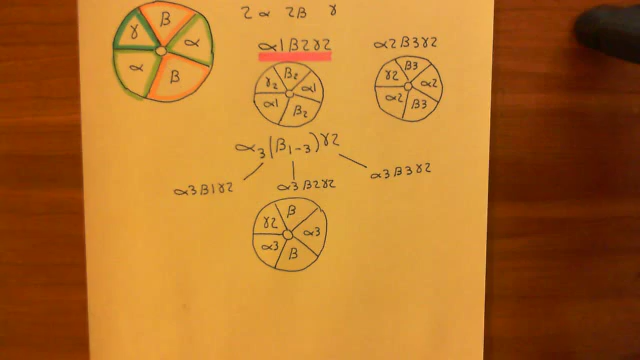 2α 2β γ
γ β α
α β
α1β2γ2 α2β3γ2
γ2 β2 α1
α1 β2
γ2 β3 α2
α2 β3
α3(β1-3)γ2
α3β1γ2 α3β2γ2 α3β3γ2
γ2 β α3
α3 β